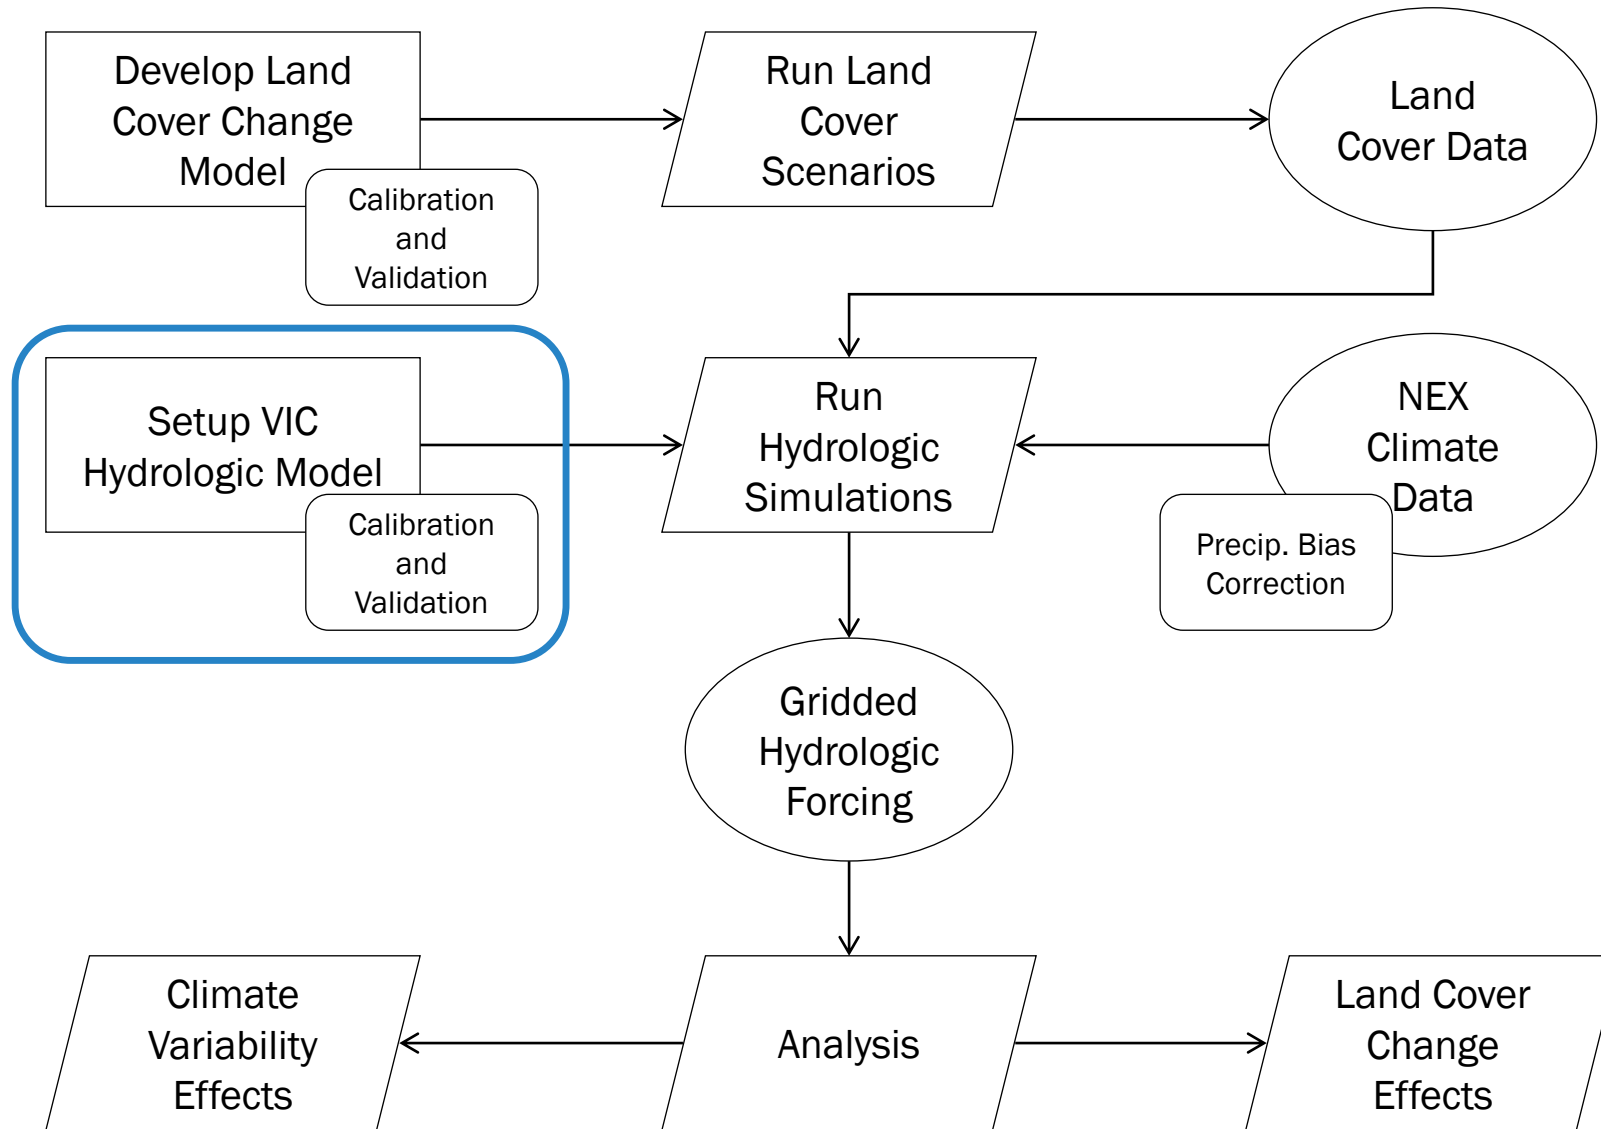 Develop Land
Cover Change
Model
Calibration
and
Validation
Run Land
Cover
Scenarios
Land
Cover Data
Setup VIC
Hydrologic Model
Calibration
and
Validation
Run
Hydrologic
Simulations
NEX
Climate
Data
Precip. Bias
Correction
Gridded
Hydrologic
Forcing
Climate
Variability
Effects
Analysis
Land Cover
Change
Effects